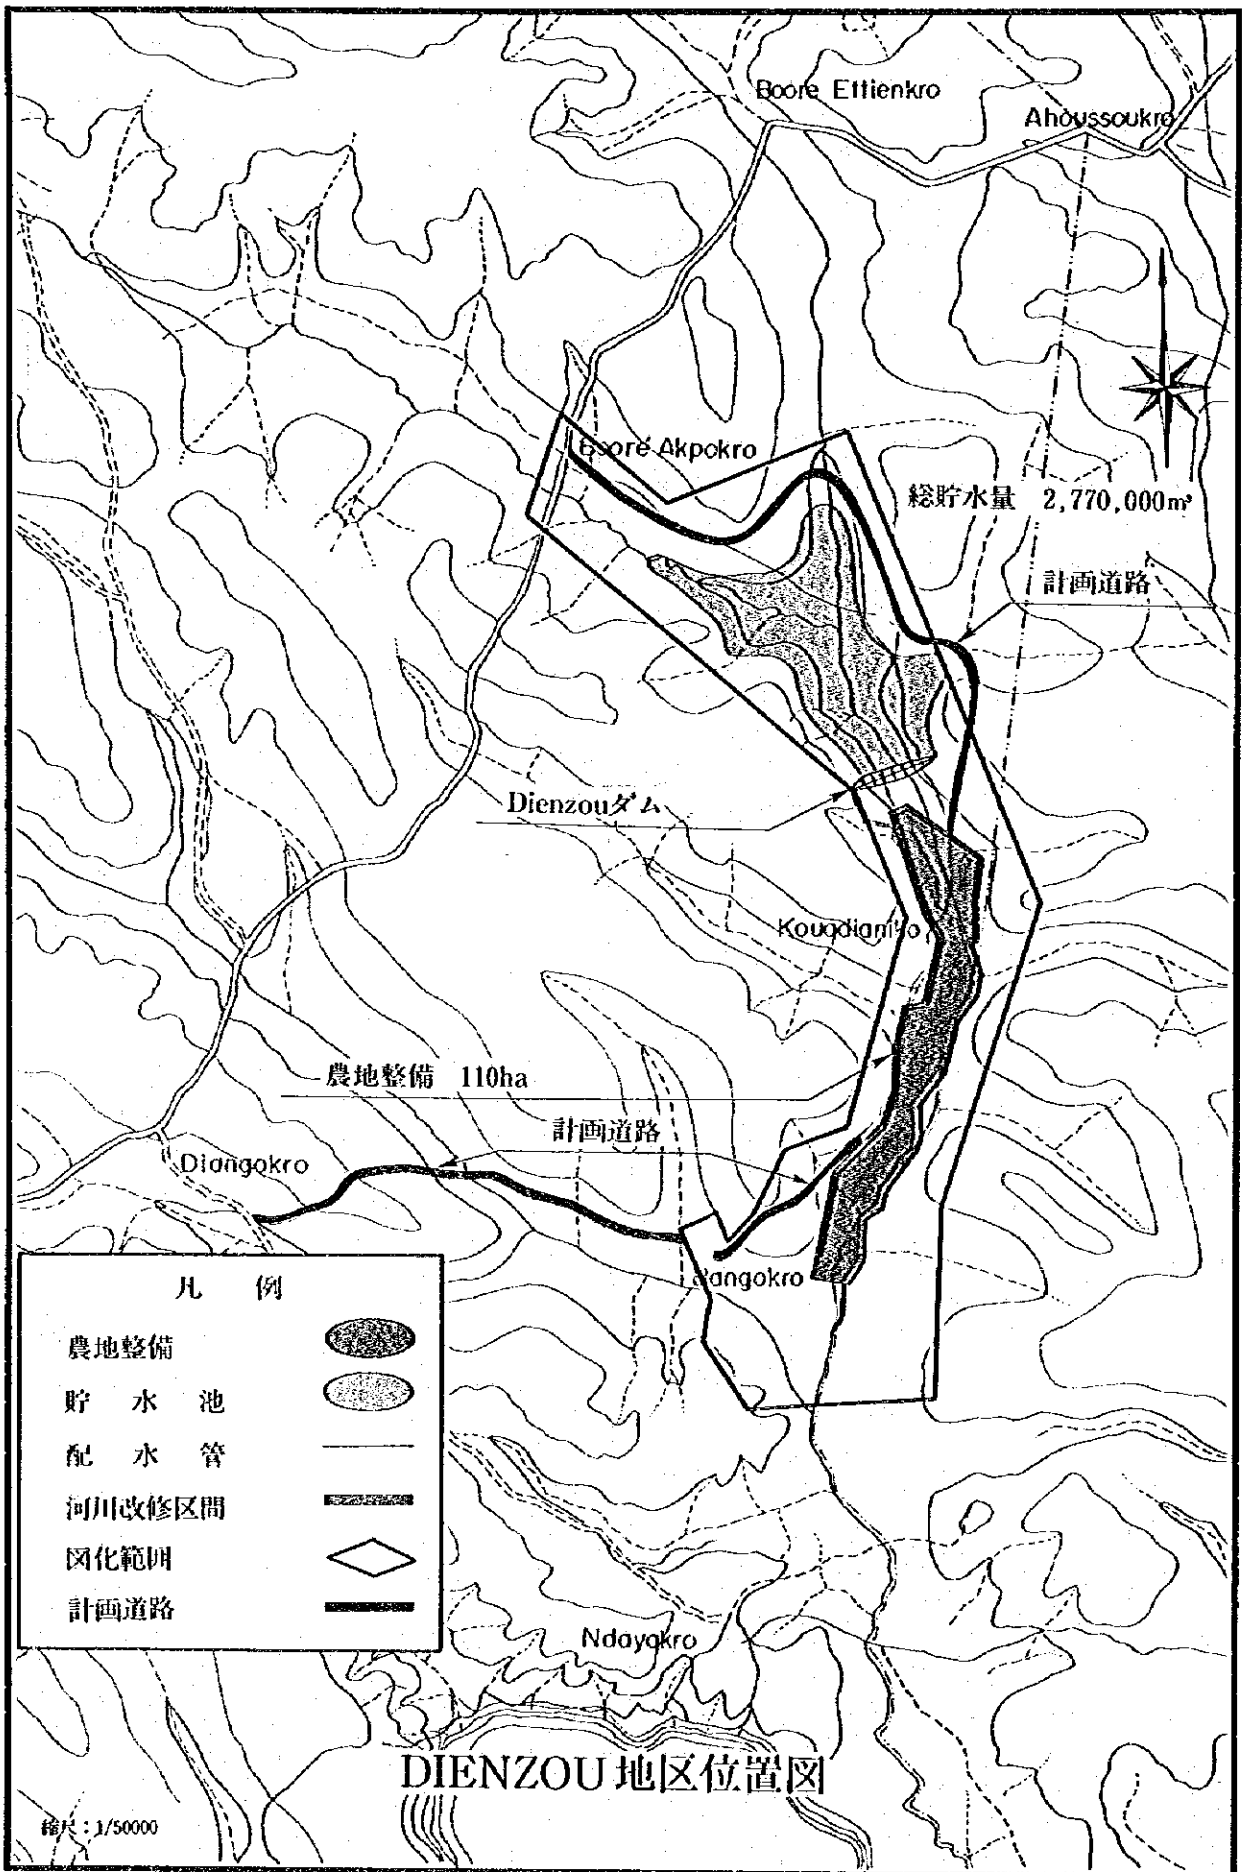 Boore Ettienkro
Ahoussoukro
Booré Akpokro
総貯水量 2,770,000m³
計画道路
Dienzouダム
農地整備 110ha
計画道路
Diangokro
凡 例
農地整備
貯 水 池
配 水 管
河川改修区間
図化範囲
計画道路
Ndayakro
DIENZOU 地区位置図
縮尺:1/50000